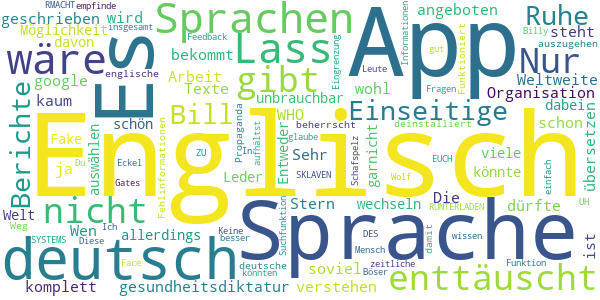 RMACHT empfinde
geschrieben wird
Möglichkeit insgesamt
davon
google
kaum
wäre
Es
Sprachen
Feedback
bekommt
Arbeit
Texte
englische
schön
Fake
ja
auswählen
Berichte
Fehlinformationen
Du
Lass
gibt
Eingrenzung
unbrauchbar
WHO
Bill
App
Informationen
angeboten
Leute
gut
Funktioniert
Fragen
wohl
Ruhe
steht
Billy
auszugehen
Nur
Weltweite
Organisation
dabein
Einseitige
deinstalliert
schon
übersetzen
Englisch
Eckel
Gates
ZU
Propaganda
aufhältst
beherrscht
Entweder
Sehr
SKLAVEN
glaube
Schafspelz
garnicht
Leder
Wolf
EUCH
viele
könnte
einfach
RUNTERLADEN
UH
nicht
Welt
Weg
Wen
SYSTEMS
Diese
Ich
allerdings
Face
Keine
besser
deutsche
könnten
Suchfunktion
Stern
DES
Mensch
zeitliche
wechseln
Böser
Die
damit
wissen
dürfte
Funktion
ist
deutsch
Sprache
komplett
gesundheitsdiktatur
soviel
verstehen
enttäuscht